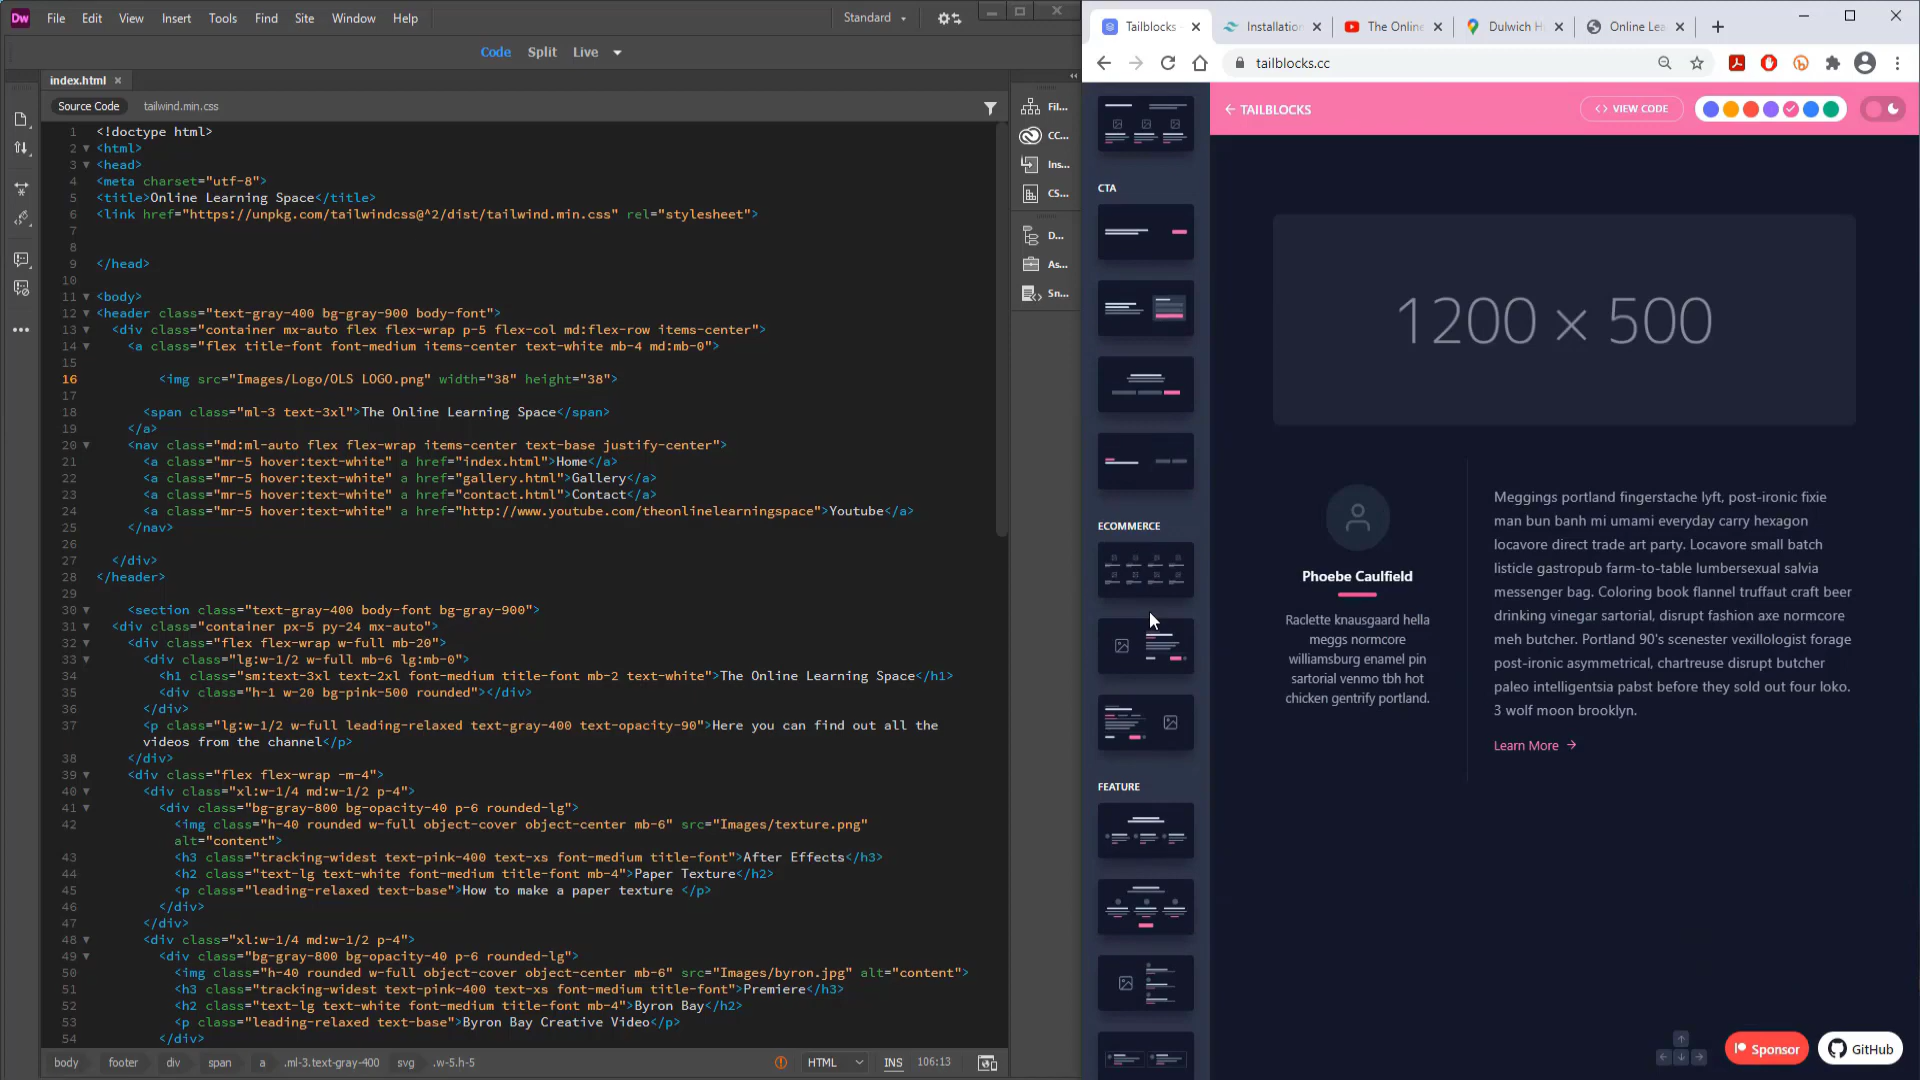 Dw File Edit View Insert Tools Find Site Window Help Standard
Code Split Live
index.html
Source Code tailwind.min.css
1 <!doctype html>
2 <html>
3 <head>
4 <meta charset="utf-8">
5 <title>Online Learning Space</title>
6 <link href="https://unpkg.com/tailwindcss@^2/dist/tailwind.min.css" rel="stylesheet">
7
8
9 </head>
10
11 <body>
12 <header class="text-gray-400 bg-gray-900 body-font">
13 <div class="container mx-auto flex flex-wrap p-5 flex-col md:flex-row items-center">
14 <a class="flex title-font font-medium items-center text-white mb-4 md:mb-0">
15
16 <img src="Images/Logo/OLS LOGO.png" width="38" height="38">
17
18 <span class="ml-3 text-3xl">The Online Learning Space</span>
19 </a>
20 <nav class="md:ml-auto flex flex-wrap items-center text-base justify-center">
21 <a class="mr-5 hover:text-white" a href="index.html">Home</a>
22 <a class="mr-5 hover:text-white" a href="gallery.html">Gallery</a>
23 <a class="mr-5 hover:text-white" a href="contact.html">Contact</a>
24 <a class="mr-5 hover:text-white" a href="http://www.youtube.com/theonlinelearningspace">Youtube</a>
25 </nav>
26
27 </div>
28 </header>
29
30 <section class="text-gray-400 body-font bg-gray-900">
31 <div class="container px-5 py-24 mx-auto">
32 <div class="flex flex-wrap w-full mb-20">
33 <div class="lg:w-1/2 w-full mb-6 lg:mb-0">
34 <h1 class="sm:text-3xl text-2xl font-medium title-font mb-2 text-white">The Online Learning Space</h1>
35 <div class="h-1 w-20 bg-pink-500 rounded"></div>
36 </div>
37 <p class="lg:w-1/2 w-full leading-relaxed text-gray-400 text-opacity-90">Here you can find out all the
videos from the channel</p>
38 </div>
39 <div class="flex flex-wrap -m-4">
40 <div class="xl:w-1/4 md:w-1/2 p-4">
41 <div class="bg-gray-800 bg-opacity-40 p-6 rounded-lg">
42 <img class="h-40 rounded w-full object-cover object-center mb-6" src="Images/texture.png"
alt="content">
43 <h3 class="tracking-widest text-pink-400 text-xs font-medium title-font">After Effects</h3>
44 <h2 class="text-lg text-white font-medium title-font mb-4">Paper Texture</h2>
45 <p class="leading-relaxed text-base">How to make a paper texture </p>
46 </div>
47 </div>
48 <div class="xl:w-1/4 md:w-1/2 p-4">
49 <div class="bg-gray-800 bg-opacity-40 p-6 rounded-lg">
50 <img class="h-40 rounded w-full object-cover object-center mb-6" src="Images/byron.jpg" alt="content">
51 <h3 class="tracking-widest text-pink-400 text-xs font-medium title-font">Premiere</h3>
52 <h2 class="text-lg text-white font-medium title-font mb-4">Byron Bay</h2>
53 <p class="leading-relaxed text-base">Byron Bay Creative Video</p>
54 </div>
body footer div span a .ml-3.text-gray-400 svg .w-5.h-5 HTML INS 106:13
Fil...
CC...
Ins...
CS...
D...
As...
Sn...
Tailblocks Installation The Online Dulwich H Online Lea
tailblocks.cc
TAILBLOCKS VIEW CODE
CTA
ECOMMERCE
FEATURE
1200 × 500
Phoebe Caulfield
Raclette knausgaard hella
meggs normcore
williamsburg enamel pin
sartorial venmo tbh hot
chicken gentrify portland.
Meggings portland fingerstache lyft, post-ironic fixie
man bun banh mi umami everyday carry hexagon
locavore direct trade art party. Locavore small batch
listicle gastropub farm-to-table lumbersexual salvia
messenger bag. Coloring book flannel truffaut craft beer
drinking vinegar sartorial, disrupt fashion axe normcore
meh butcher. Portland 90's scenester vexillologist forage
post-ironic asymmetrical, chartreuse disrupt butcher
paleo intelligentsia pabst before they sold out four loko.
3 wolf moon brooklyn.
Learn More
Sponsor GitHub